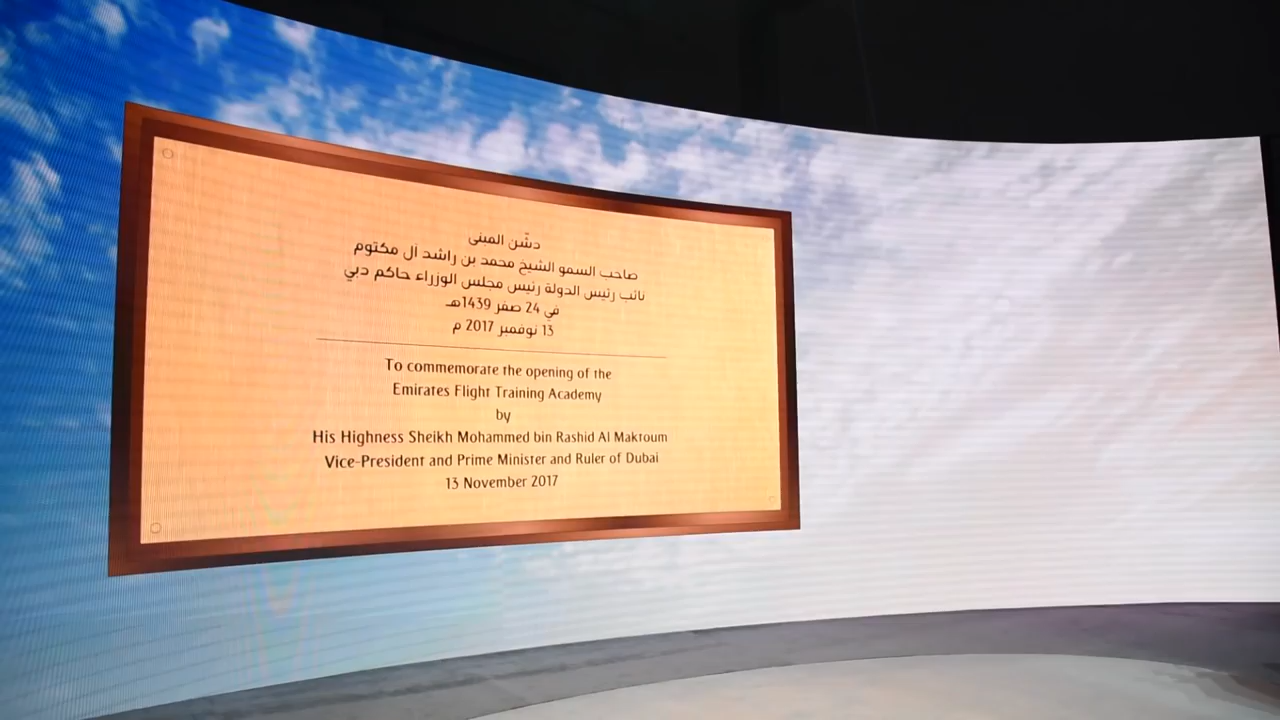 دشّن المبنى
صاحب السمو الشيخ محمد بن راشد آل مكتوم
نائب رئيس الدولة رئيس مجلس الوزراء حاكم دبي
في 24 صفر 1439هـ
13 نوفمبر 2017 م
To commemorate the opening of the
Emirates Flight Training Academy
by
His Highness Sheikh Mohammed bin Rashid Al Maktoum
Vice-President and Prime Minister and Ruler of Dubai
13 November 2017